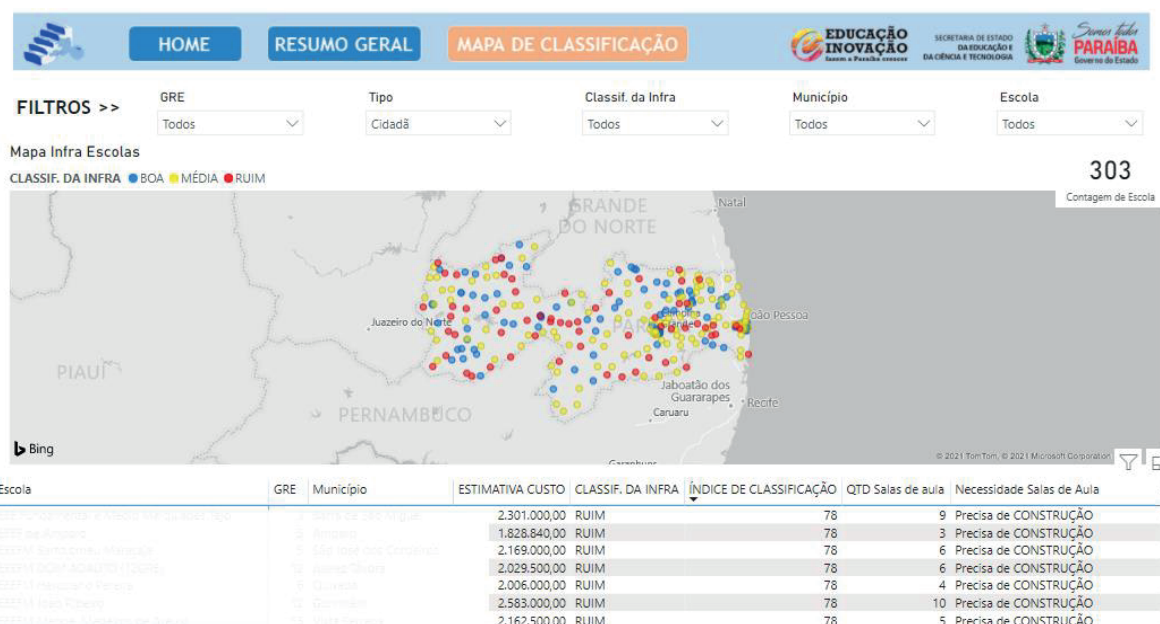 HOME RESUMO GERAL MAPA DE CLASSIFICAÇÃO
EDUCAÇÃO
INOVAÇÃO
fazem a Paraíba crescer
SECRETARIA DE ESTADO
DA EDUCAÇÃO E
DA CIÊNCIA E TECNOLOGIA
Somos todos
PARAÍBA
Governo do Estado
FILTROS >>
GRE Tipo Classif. da Infra Município Escola
Todos Cidadã Todos Todos Todos
Mapa Infra Escolas
CLASSIF. DA INFRA BOA MÉDIA RUIM
303
Contagem de Escola
GRANDE
DO NORTE
Natal
Juazeiro do Norte
João Pessoa
PIAUÍ
PERNAMBUCO
Jaboatão dos
Guararapes
Recife
Caruaru
Garanhuns
Bing
© 2021 TomTom, © 2021 Microsoft Corporation
Escola GRE Município ESTIMATIVA CUSTO CLASSIF. DA INFRA ÍNDICE DE CLASSIFICAÇÃO QTD Salas de aula Necessidade Salas de Aula
2.301.000,00 RUIM 78 9 Precisa de CONSTRUÇÃO
1.828.840,00 RUIM 78 3 Precisa de CONSTRUÇÃO
2.169.000,00 RUIM 78 6 Precisa de CONSTRUÇÃO
2.029.500,00 RUIM 78 6 Precisa de CONSTRUÇÃO
2.006.000,00 RUIM 78 4 Precisa de CONSTRUÇÃO
2.583.000,00 RUIM 78 10 Precisa de CONSTRUÇÃO
2.162.500,00 RUIM 78 5 Precisa de CONSTRUÇÃO